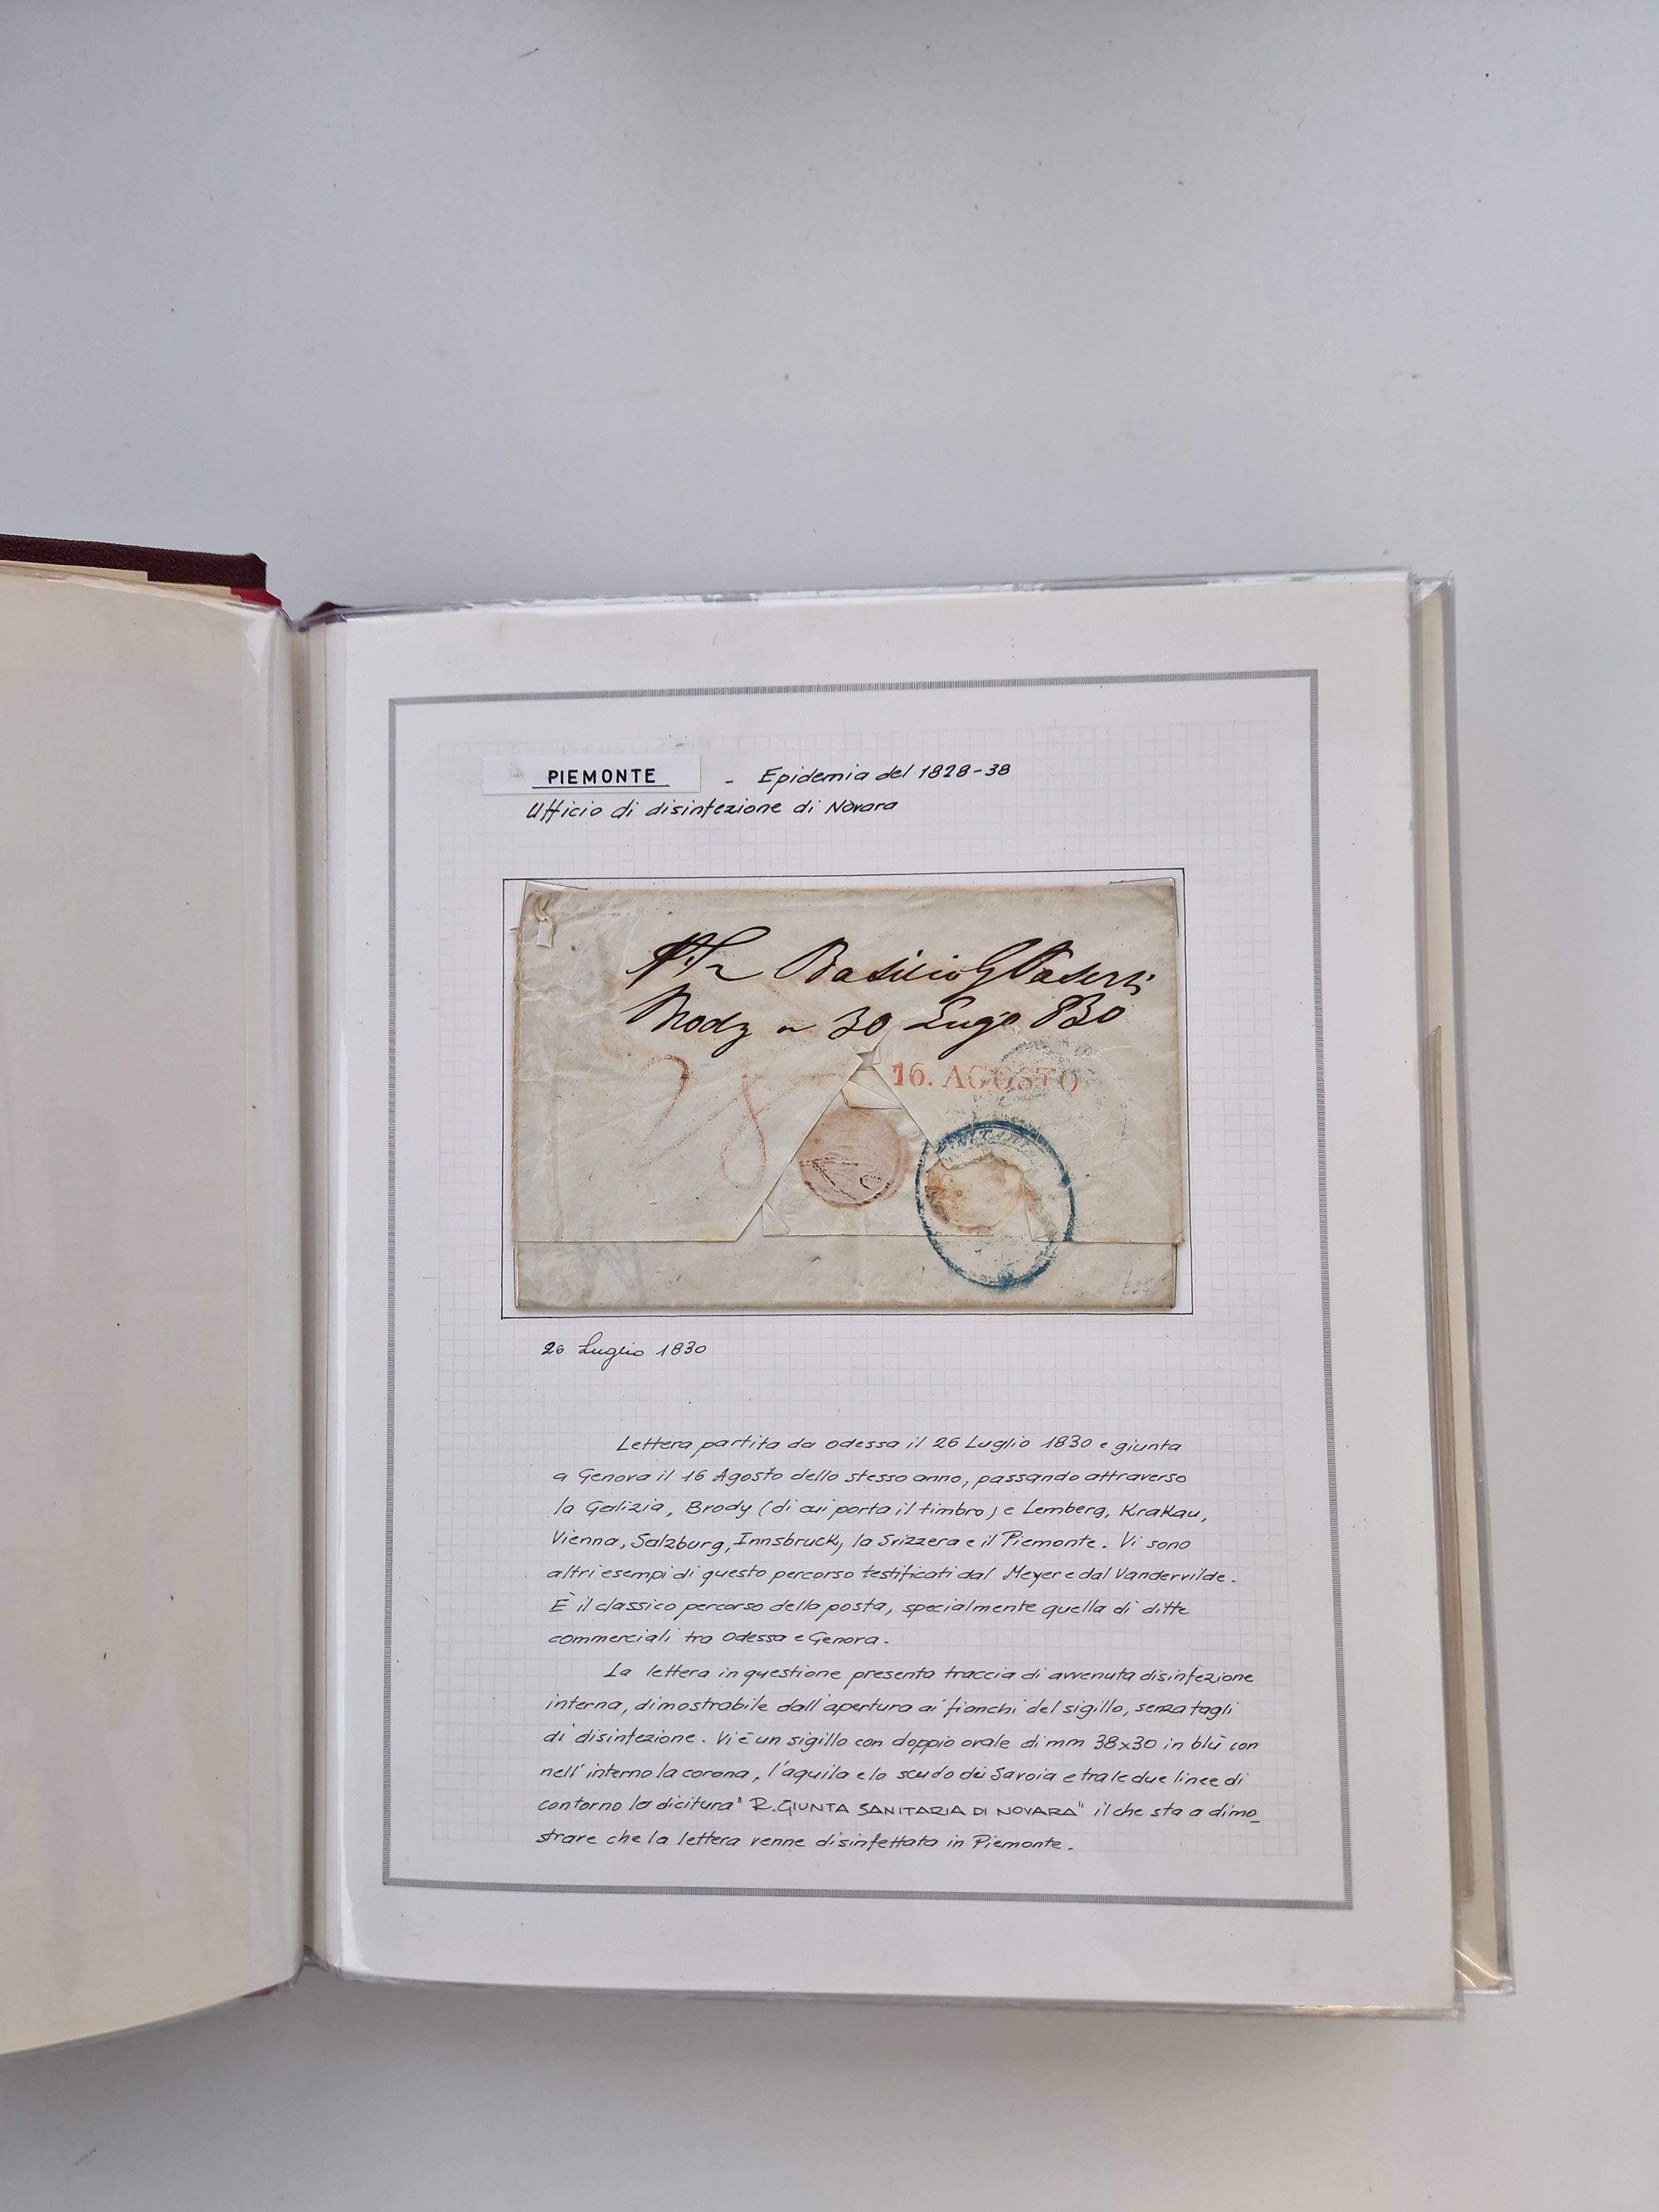 PIEMONTE - Epidemia del 1828-38
Ufficio di disinfezione di Novara
Basilio G
30 Lugo 830
28
16. AGOSTO
26 Luglio 1830
Lettera partita da Odessa il 26 Luglio 1830 e giunta
a Genova il 16 Agosto dello stesso anno, passando attraverso
la Galizia, Brody (di cui porta il timbro) e Lemberg, Krakau,
Vienna, Salzburg, Innsbruck, la Svizzera e il Piemonte. Vi sono
altri esempi di questo percorso testificati dal Meyer e dal Vandervilde.
È il classico percorso della posta, specialmente quella di ditte
commerciali tra Odessa e Genova.
La lettera in questione presenta traccia di avvenuta disinfezione
interna, dimostrabile dall'apertura ai fianchi del sigillo, senza tagli
di disinfezione. Vi è un sigillo con doppio ovale di mm 38x30 in blù con
nell'interno la corona, l'aquila e lo scudo dei Savoia e tra le due linee di
contorno la dicitura "R. GIUNTA SANITARIA DI NOVARA" il che sta a dimo_
strare che la lettera venne disinfettata in Piemonte.